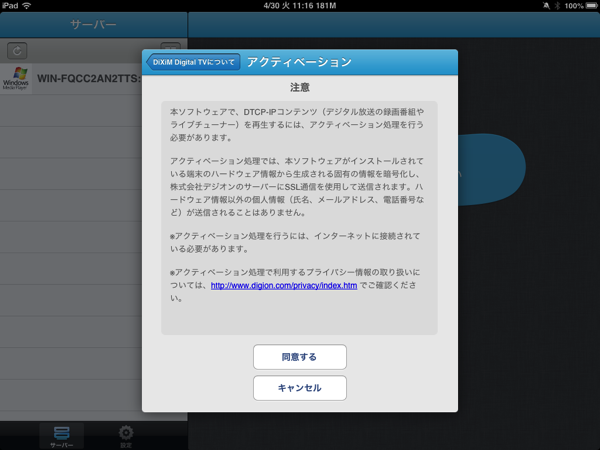 iPad
4/30 火 11:16 181M
100%
サーバー
DiXiM Digital TVについて
アクティベーション
Windows
Media Player
WIN-FQCC2AN2TTS:
注意
本ソフトウェアで、DTCP-IPコンテンツ（デジタル放送の録画番組や
ライブチューナー）を再生するには、アクティベーション処理を行う
必要があります。
アクティベーション処理では、本ソフトウェアがインストールされて
いる端末のハードウェア情報から生成される固有の情報を暗号化し、
株式会社デジオンのサーバーにSSL通信を使用して送信されます。ハ
ードウェア情報以外の個人情報（氏名、メールアドレス、電話番号な
ど）が送信されることはありません。
※アクティベーション処理を行うには、インターネットに接続されて
いる必要があります。
※アクティベーション処理で利用するプライバシー情報の取り扱いに
ついては、http://www.digion.com/privacy/index.htm でご確認くださ
い。
同意する
キャンセル
サーバー
設定